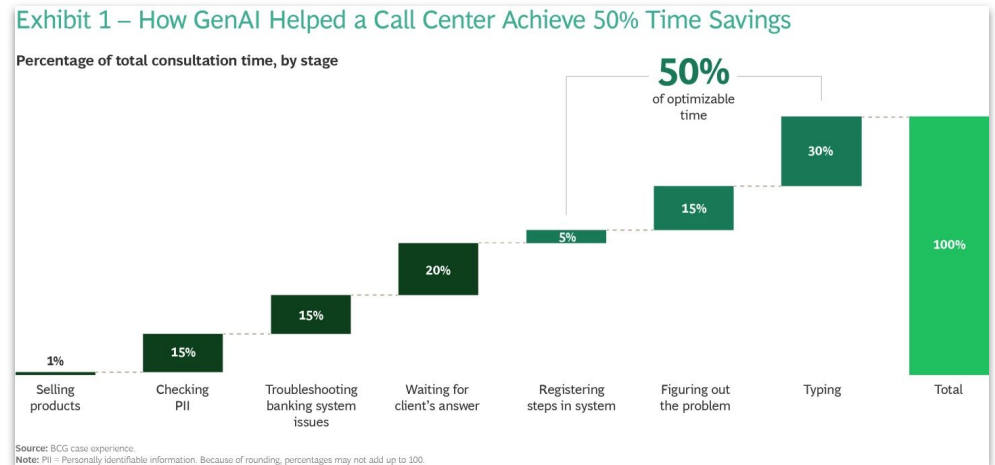 Exhibit 1 – How GenAI Helped a Call Center Achieve 50% Time Savings
Percentage of total consultation time, by stage
50%
of optimizable
time
1%
15%
15%
20%
5%
15%
30%
100%
Selling
products
Checking
PII
Troubleshooting
banking system
issues
Waiting for
client's answer
Registering
steps in system
Figuring out
the problem
Typing
Total
Source: BCG case experience.
Note: PII = Personally identifiable information. Because of rounding, percentages may not add up to 100.